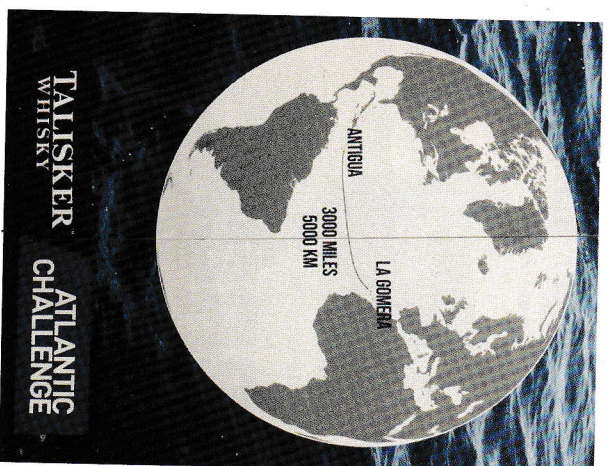 ANTIGUA
LA GOMERA
3000 MILES
5000 KM
TALISKER
WHISKY
ATLANTIC
CHALLENGE